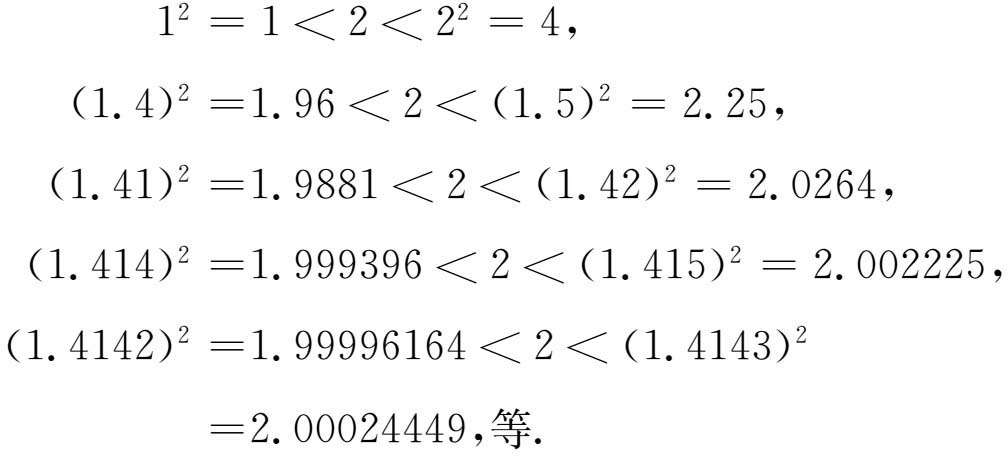 1² = 1 < 2 < 2² = 4,
(1.4)² =1.96 < 2 < (1.5)² = 2.25,
(1.41)² =1.9881 < 2 < (1.42)² = 2.0264,
(1.414)² =1.999396 < 2 < (1.415)² = 2.002225,
(1.4142)² =1.99996164 < 2 < (1.4143)²
=2.00024449,等.